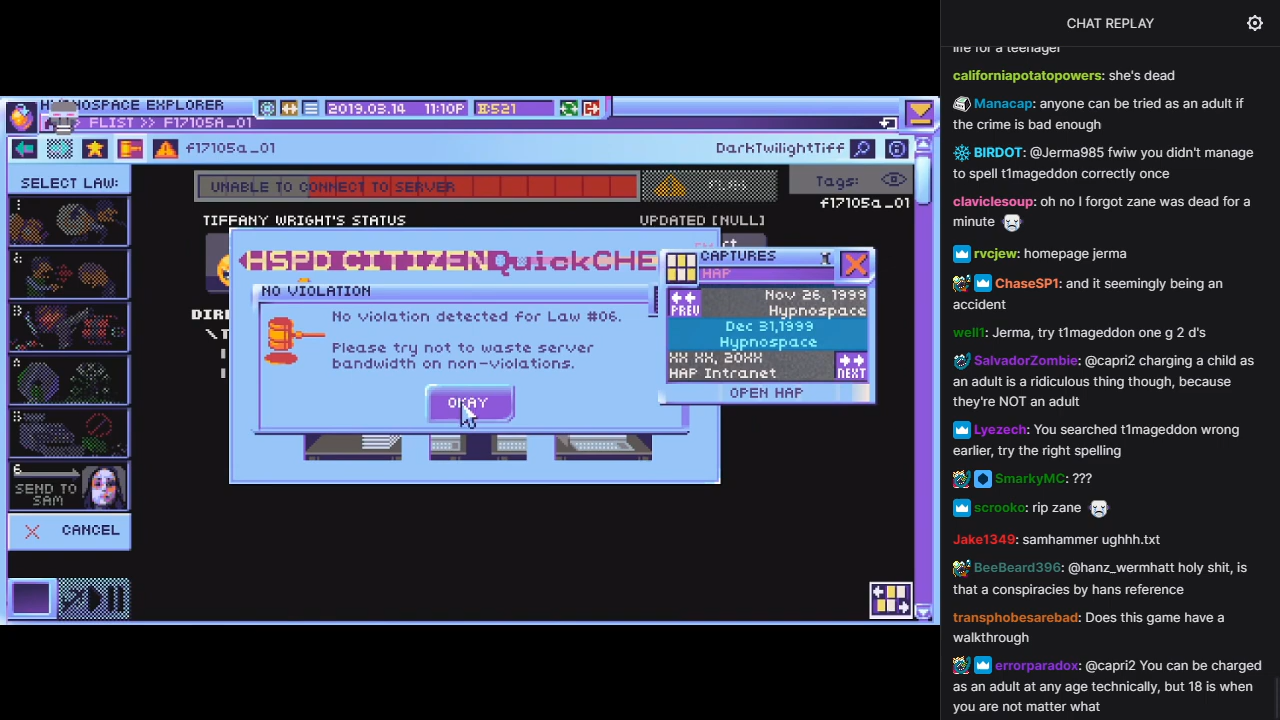 HYPNOSPACE EXPLORER
FLIST >> F17105A_01
2019.03.14 11:10P
521
f17105a_01
DarkTwilightTiff
SELECT LAW:
UNABLE TO CONNECT TO SERVER
Tags:
f17105a_01
TIFFANY WRIGHT'S STATUS
UPDATED [NULL]
HSPD CITIZEN QuickCHE
NO VIOLATION
No violation detected for Law #06.
Please try not to waste server
bandwidth on non-violations.
OKAY
CAPTURES
HAP
PREV
Nov 26, 1999
Hypnospace
Dec 31,1999
Hypnospace
XX XX, 20XX
HAP Intranet
NEXT
OPEN HAP
1
2
3
4
5
6
SEND TO
SAM
CANCEL
CHAT REPLAY
life for a teenager
californiapotatopowers: she's dead
Manacap: anyone can be tried as an adult if
the crime is bad enough
BIRDOT: @Jerma985 fwiw you didn't manage
to spell t1mageddon correctly once
claviclesoup: oh no I forgot zane was dead for a
minute
rvcjew: homepage jerma
ChaseSP1: and it seemingly being an
accident
well1: Jerma, try t1mageddon one g 2 d's
SalvadorZombie: @capri2 charging a child as
an adult is a ridiculous thing though, because
they're NOT an adult
Lyezech: You searched t1mageddon wrong
earlier, try the right spelling
SmarkyMC: ???
scrooko: rip zane
Jake1349: samhammer ughhh.txt
BeeBeard396: @hanz_wermhatt holy shit, is
that a conspiracies by hans reference
transphobesarebad: Does this game have a
walkthrough
errorparadox: @capri2 You can be charged
as an adult at any age technically, but 18 is when
you are not matter what